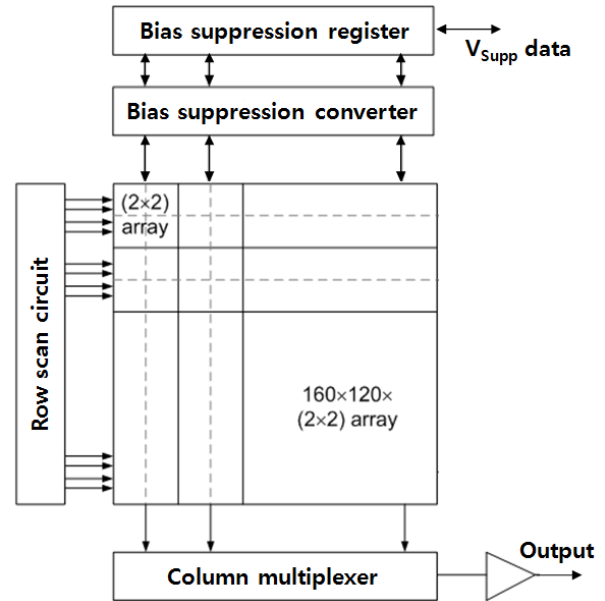 Bias suppression register
V_Supp data
Bias suppression converter
(2×2)
array
Row scan circuit
160×120×
(2×2) array
Column multiplexer
Output